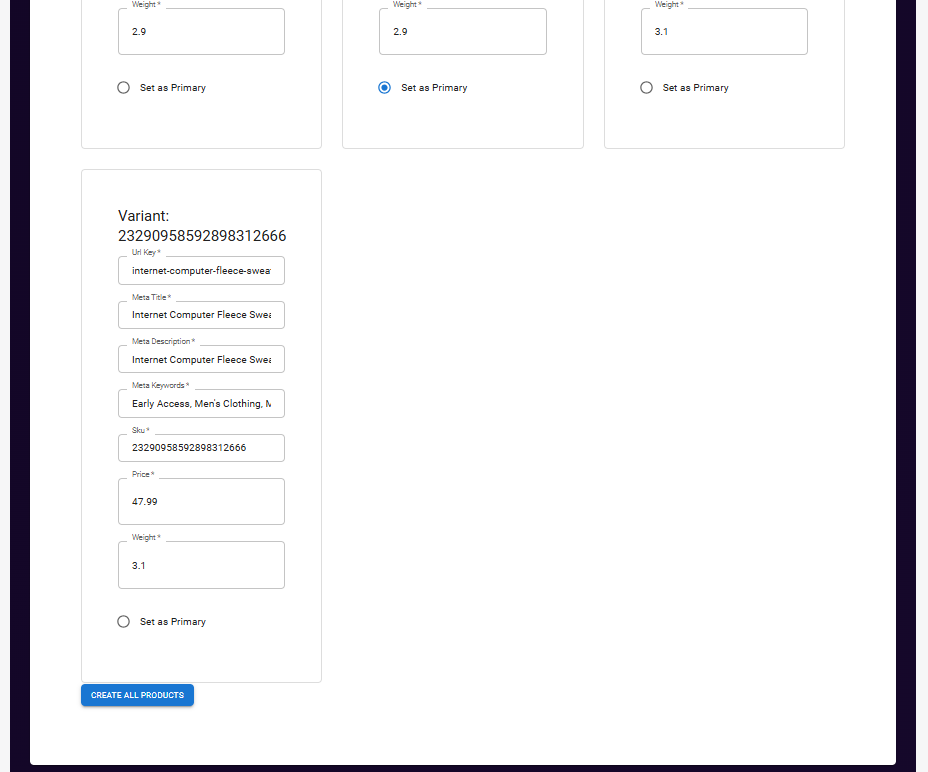 Weight *
Weight *
Weight *
2.9
2.9
3.1
Set as Primary
Set as Primary
Set as Primary
Variant:
23290958592898312666
Url Key *
internet-computer-fleece-swea
Meta Title *
Internet Computer Fleece Swea
Meta Description *
Internet Computer Fleece Swea
Meta Keywords *
Early Access, Men's Clothing, M
Sku *
23290958592898312666
Price *
47.99
Weight *
3.1
Set as Primary
CREATE ALL PRODUCTS